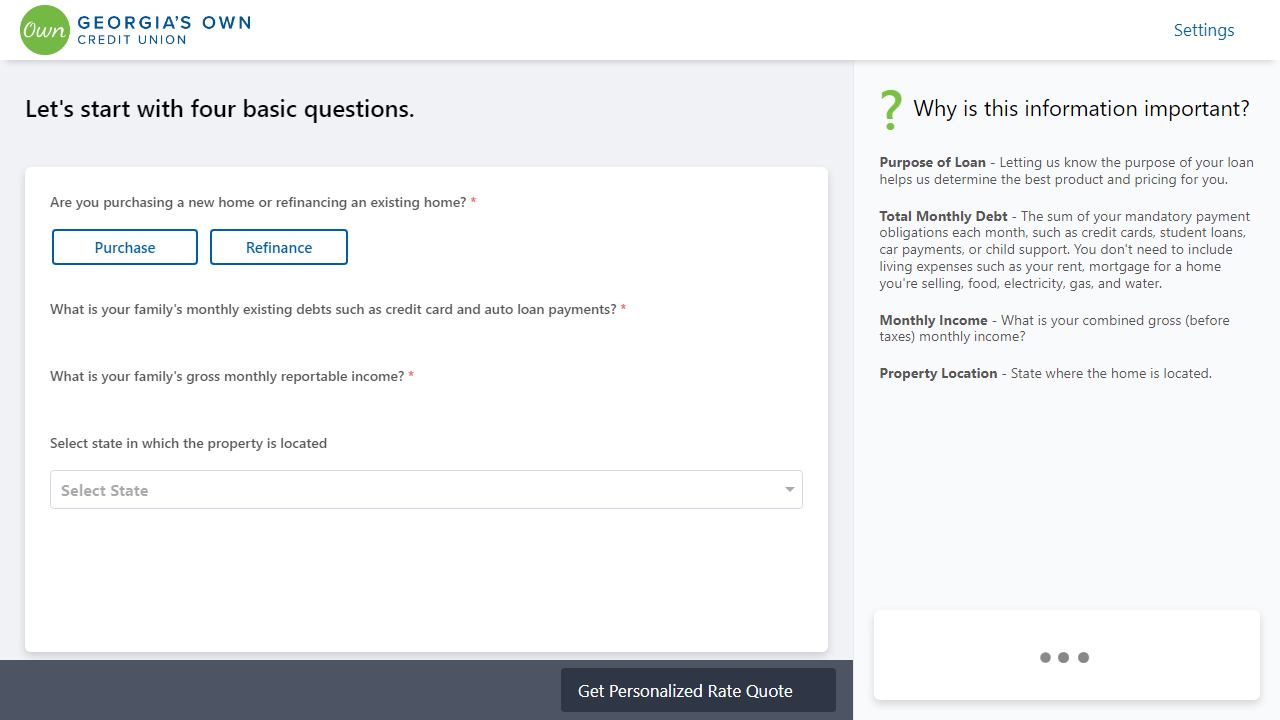 Own
GEORGIA'S OWN
CREDIT UNION
Settings
Let's start with four basic questions.
Are you purchasing a new home or refinancing an existing home? *
Purchase
Refinance
What is your family's monthly existing debts such as credit card and auto loan payments? *
What is your family's gross monthly reportable income? *
Select state in which the property is located
Select State
Get Personalized Rate Quote
? Why is this information important?
Purpose of Loan - Letting us know the purpose of your loan
helps us determine the best product and pricing for you.
Total Monthly Debt - The sum of your mandatory payment
obligations each month, such as credit cards, student loans,
car payments, or child support. You don't need to include
living expenses such as your rent, mortgage for a home
you're selling, food, electricity, gas, and water.
Monthly Income - What is your combined gross (before
taxes) monthly income?
Property Location - State where the home is located.